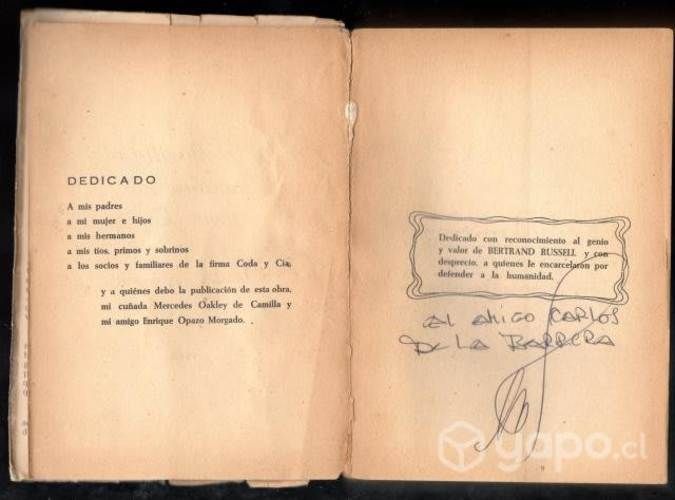 DEDICADO
A mis padres
a mi mujer e hijos
a mis hermanos
a mis tíos, primos y sobrinos
a los socios y familiares de la firma Coda y Cía.
y a quiénes debo la publicación de esta obra,
mi cuñada Mercedes Oakley de Camilla y
mi amigo Enrique Opazo Morgado.
Dedicado con reconocimiento al genio
y valor de BERTRAND RUSSELL y con
desprecio, a quienes le encarcelaron por
defender a la humanidad.
AL AMIGO CARLOS
DE LA BARRERA
9
yapo.cl